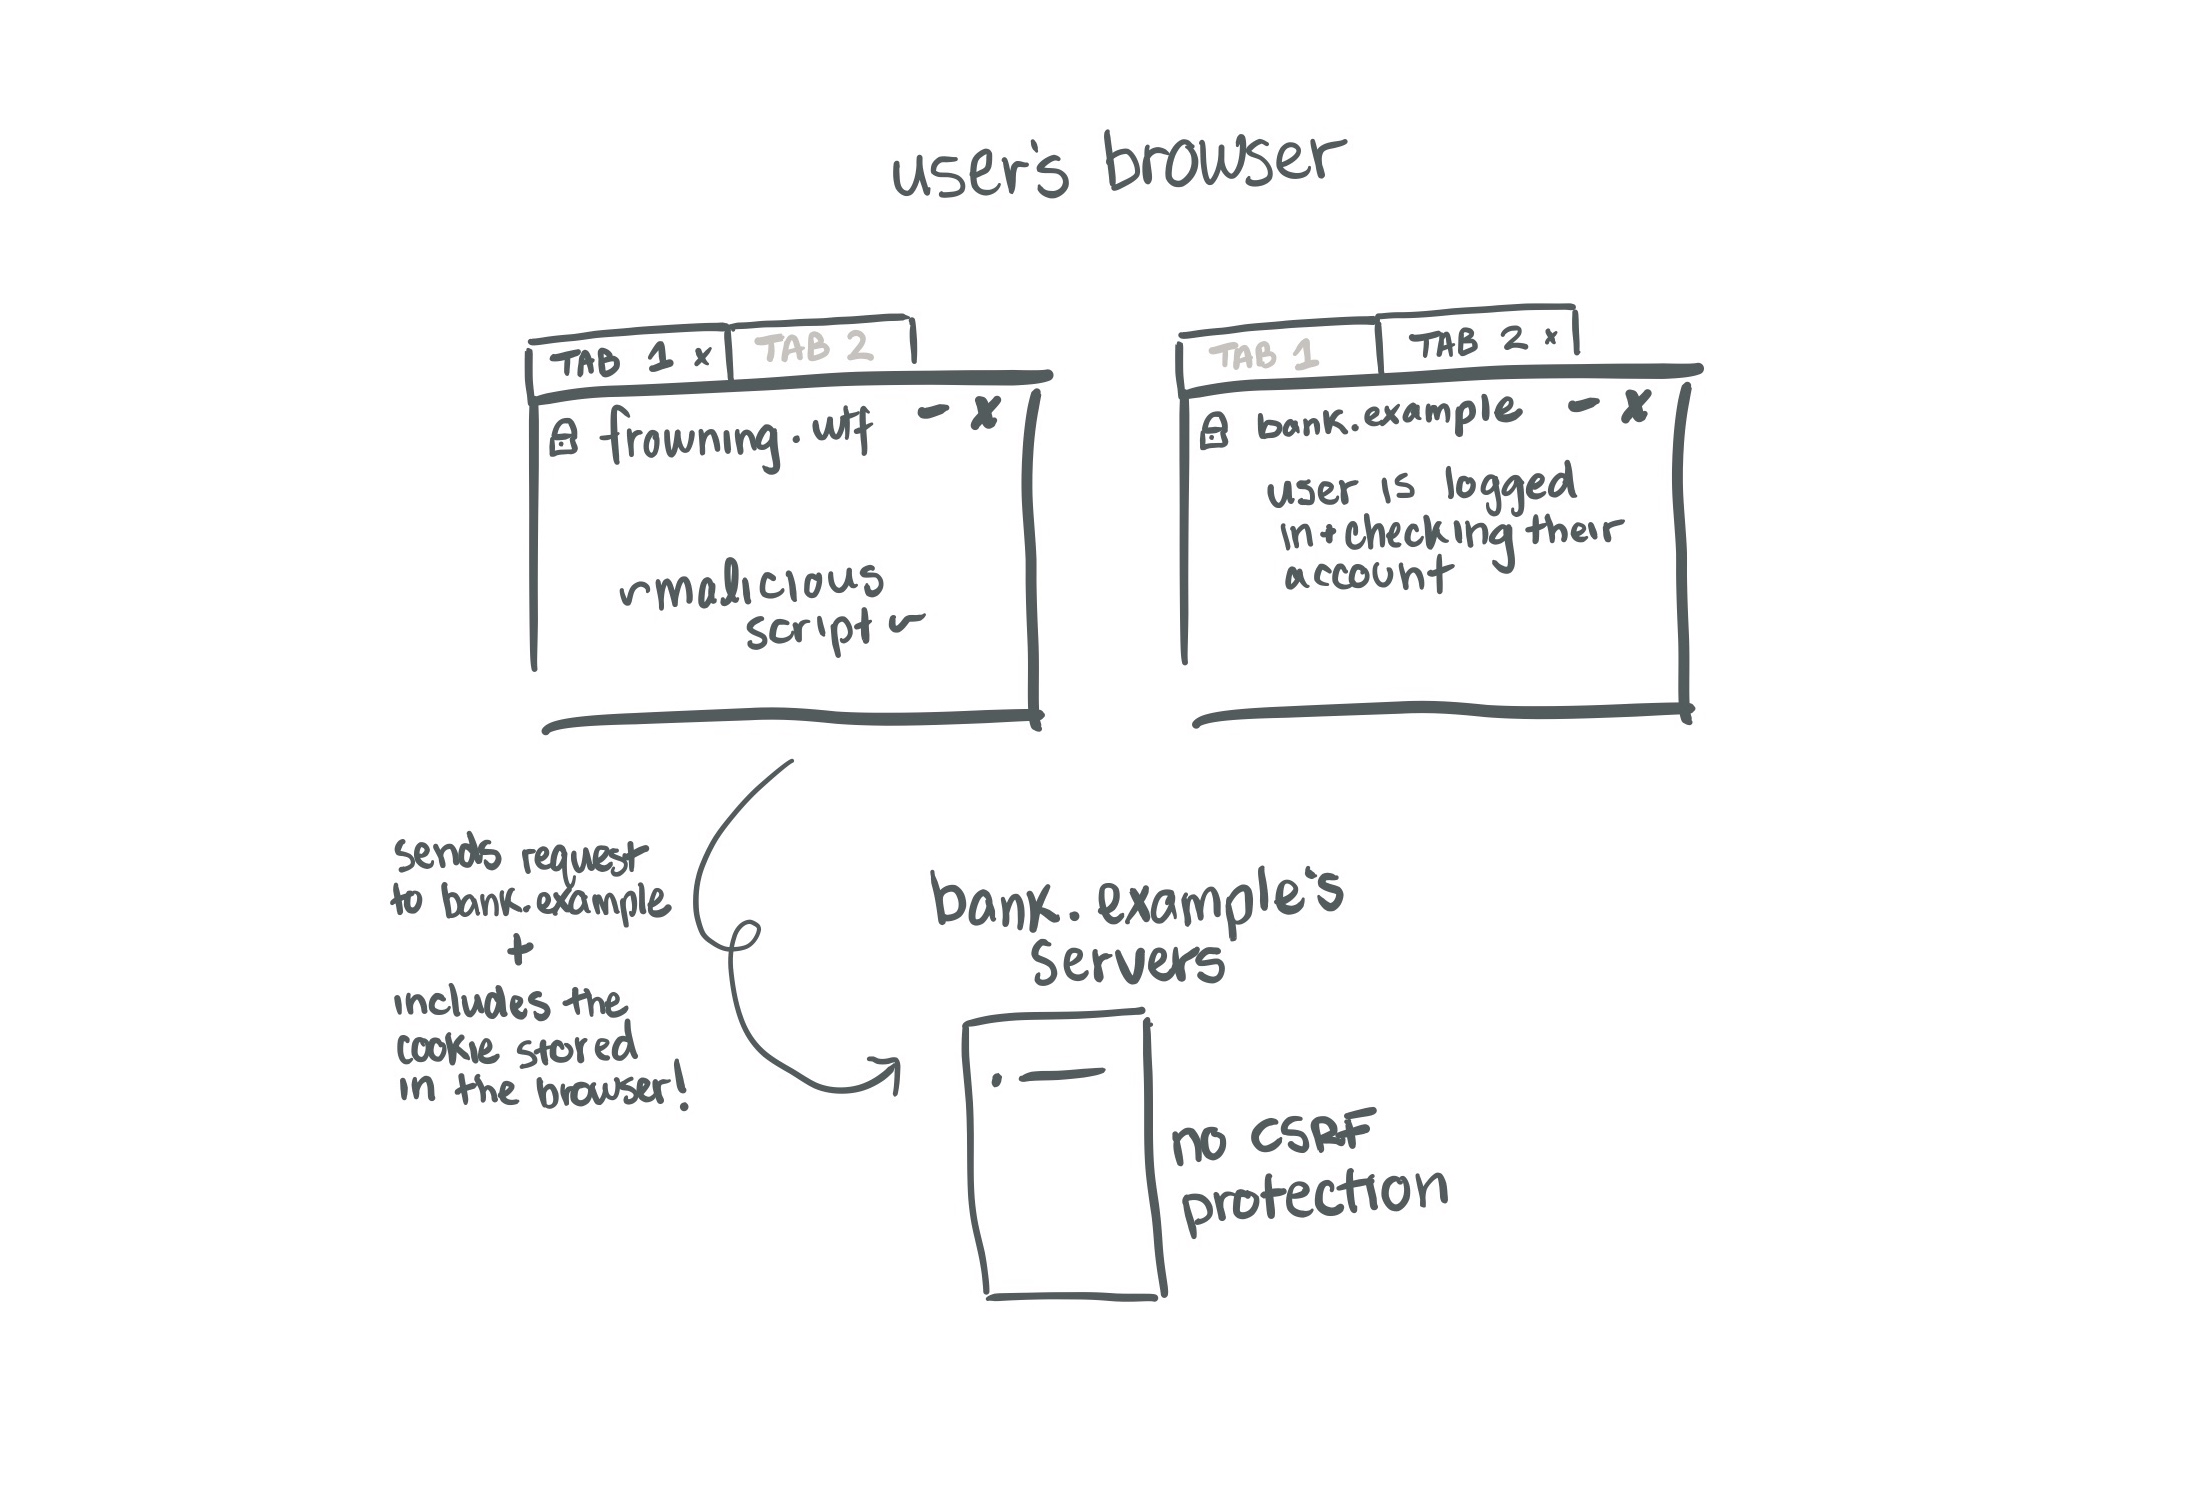 user's browser
TAB 1 x TAB 2
frowning.wtf - x
~malicious
script~
TAB 1 TAB 2 x
bank.example - x
user is logged
in + checking their
account
sends request
to bank.example
+
includes the
cookie stored
in the browser!
bank.example's
servers
no CSRF
protection